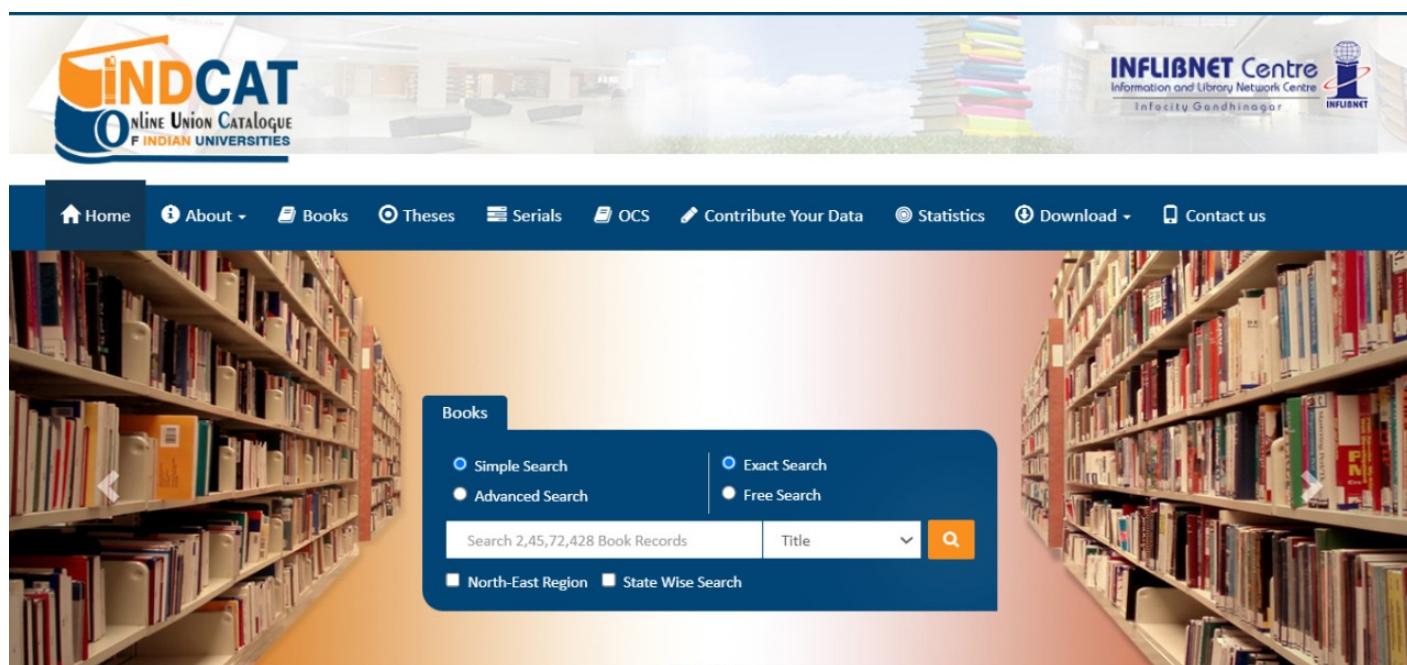 INDCAT
ONLINE UNION CATALOGUE
OF INDIAN UNIVERSITIES
INFLIBNET Centre
Information and Library Network Centre
Infocity Gandhinagar
INFLIBNET
Home About Books Theses Serials OCS Contribute Your Data Statistics Download Contact us
Books
Simple Search Exact Search
Advanced Search Free Search
Search 2,45,72,428 Book Records Title
North-East Region State Wise Search